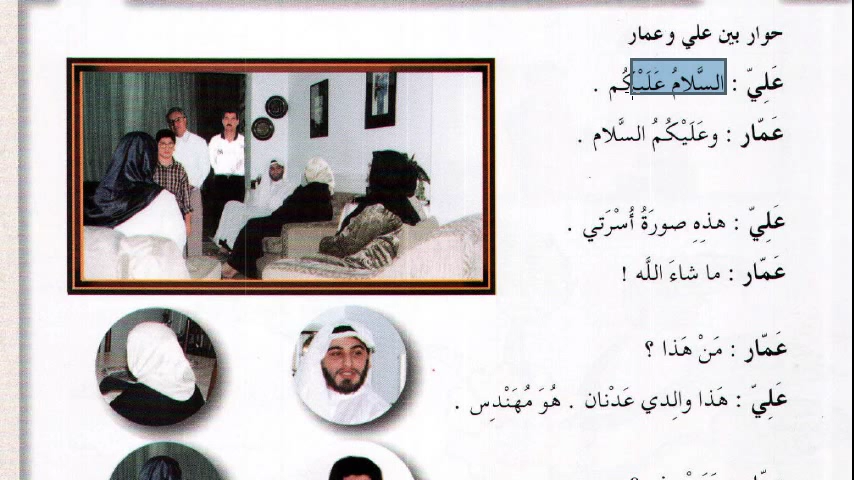 حوار بين علي وعمار
عَلِيّ : السَّلامُ عَلَيْكُم .
عَمّار : وعَلَيْكُمُ السَّلام .
عَلِيّ : هذِهِ صورَةُ أُسْرَتي .
عَمّار : ما شاءَ اللَّه !
عَمّار : مَنْ هَذا ؟
عَلِيّ : هَذا والِدي عَدْنان . هُوَ مُهَنْدِس .